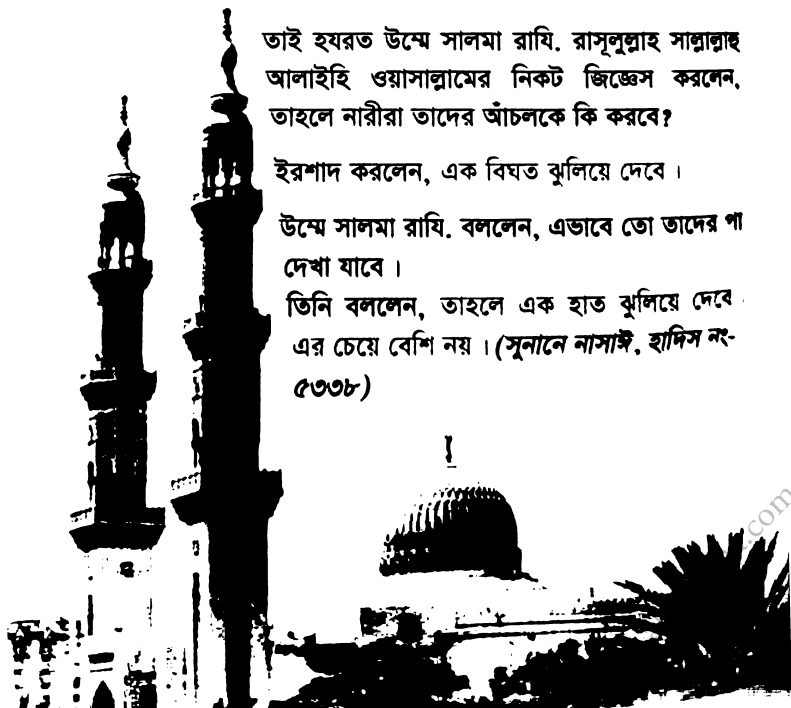 তাই হযরত উম্মে সালমা রাযি. রাসূলুল্লাহ সাল্লাল্লাহু
আলাইহি ওয়াসাল্লামের নিকট জিজ্ঞেস করলেন,
তাহলে নারীরা তাদের আঁচলকে কি করবে?
ইরশাদ করলেন, এক বিঘত ঝুলিয়ে দেবে।
উম্মে সালমা রাযি. বললেন, এভাবে তো তাদের পা
দেখা যাবে।
তিনি বললেন, তাহলে এক হাত ঝুলিয়ে দেবে
এর চেয়ে বেশি নয়। (সুনানে নাসাঈ, হাদিস নং-
৫৩৩৮)
.com